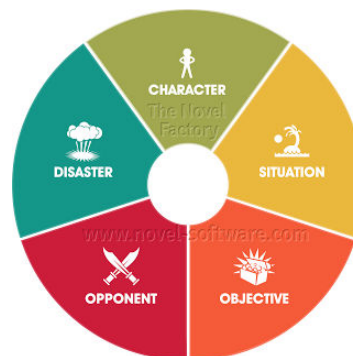 CHARACTER
The Novel
Factory
DISASTER
SITUATION
www.novel-software.com
OPPONENT
OBJECTIVE